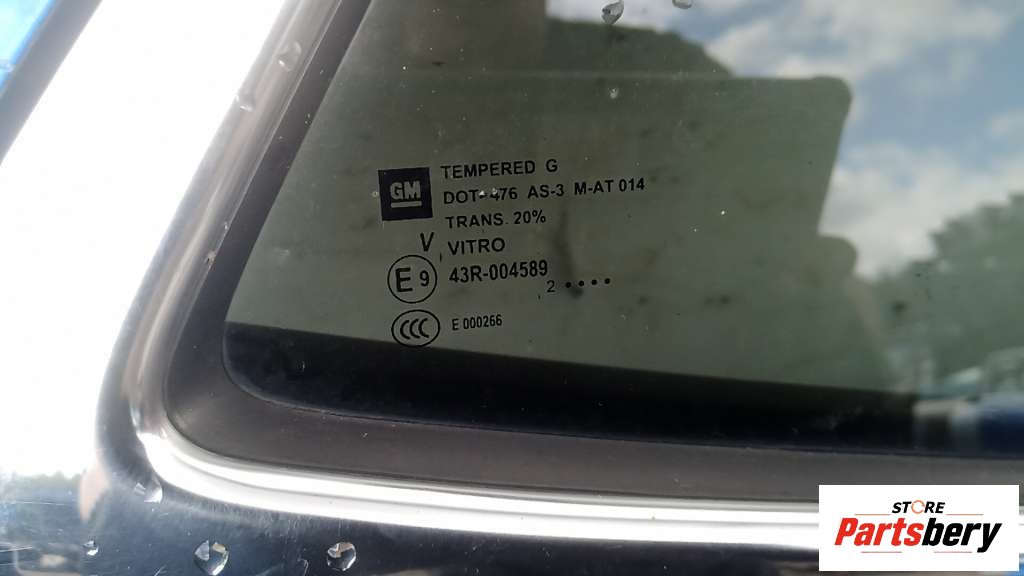 GM
TEMPERED G
DOT-476 AS-3 M-AT 014
TRANS. 20%
V VITRO
E9 43R-004589
2 ••••
CCC E 000266
STORE
Partsbery